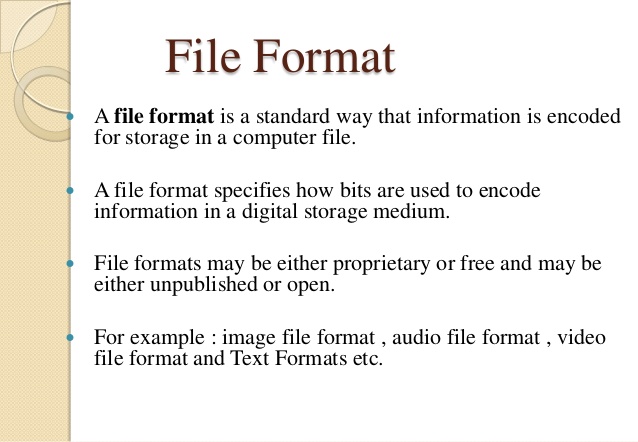 File Format
A file format is a standard way that information is encoded
for storage in a computer file.
A file format specifies how bits are used to encode
information in a digital storage medium.
File formats may be either proprietary or free and may be
either unpublished or open.
For example : image file format , audio file format , video
file format and Text Formats etc.